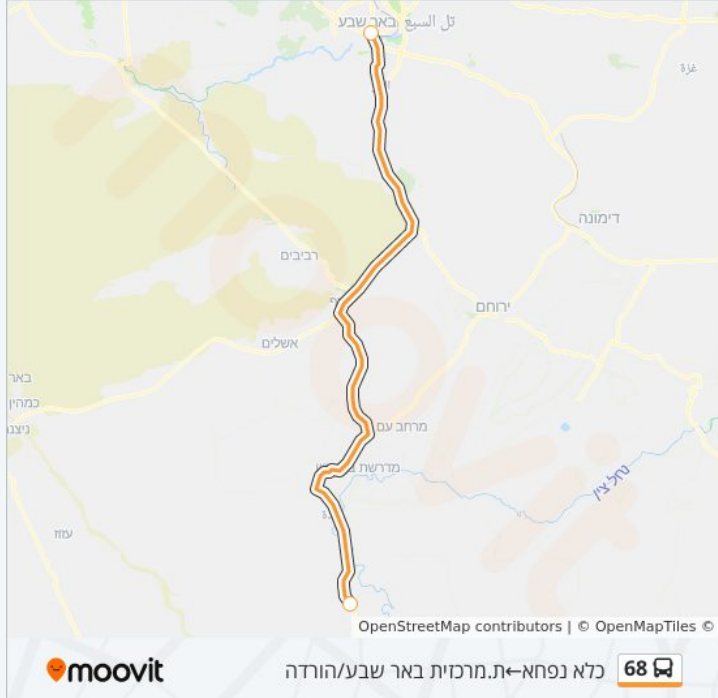 تل السبع
באר שבע
غزة
דימונה
רביבים
ירוחם
אשלים
באר
כמהין
ניצנה
מרחב עם
מדרשת
נחל צין
עזוז
OpenStreetMap contributors | © OpenMapTiles ©
moovit
68 כלא נפחא←ת.מרכזית באר שבע/הורדה